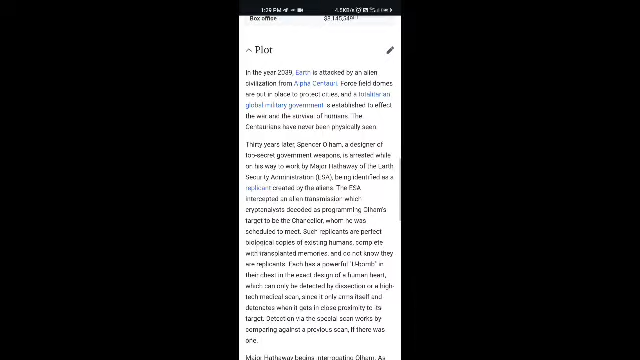 1:29 PM
4.5KB/s
Box office
Plot
In the year 2039, Earth is attacked by an alien
civilization from Alpha Centauri. Force field domes
are put in place to protect cities, and a totalitarian
global military government is established to effect
the war and the survival of humans. The
Centaurians have never been physically seen.
Thirty years later, Spencer Olham, a designer of
top-secret government weapons, is arrested while
on his way to work by Major Hathaway of the Earth
Security Administration (ESA), being identified as a
replicant created by the aliens. The ESA
intercepted an alien transmission which
cryptanalysts decoded as programming Olham's
target to be the Chancellor, whom he was
scheduled to meet. Such replicants are perfect
biological copies of existing humans, complete
with transplanted memories, and do not know they
are replicants. Each has a powerful "U-bomb" in
their chest in the exact design of a human heart,
which can only be detected by dissection or a high-
tech medical scan, since it only arms itself and
detonates when it gets in close proximity to its
target. Detection via the special scan works by
comparing against a previous scan, if there was
one.
Major Hathaway begins interrogating Olham. As